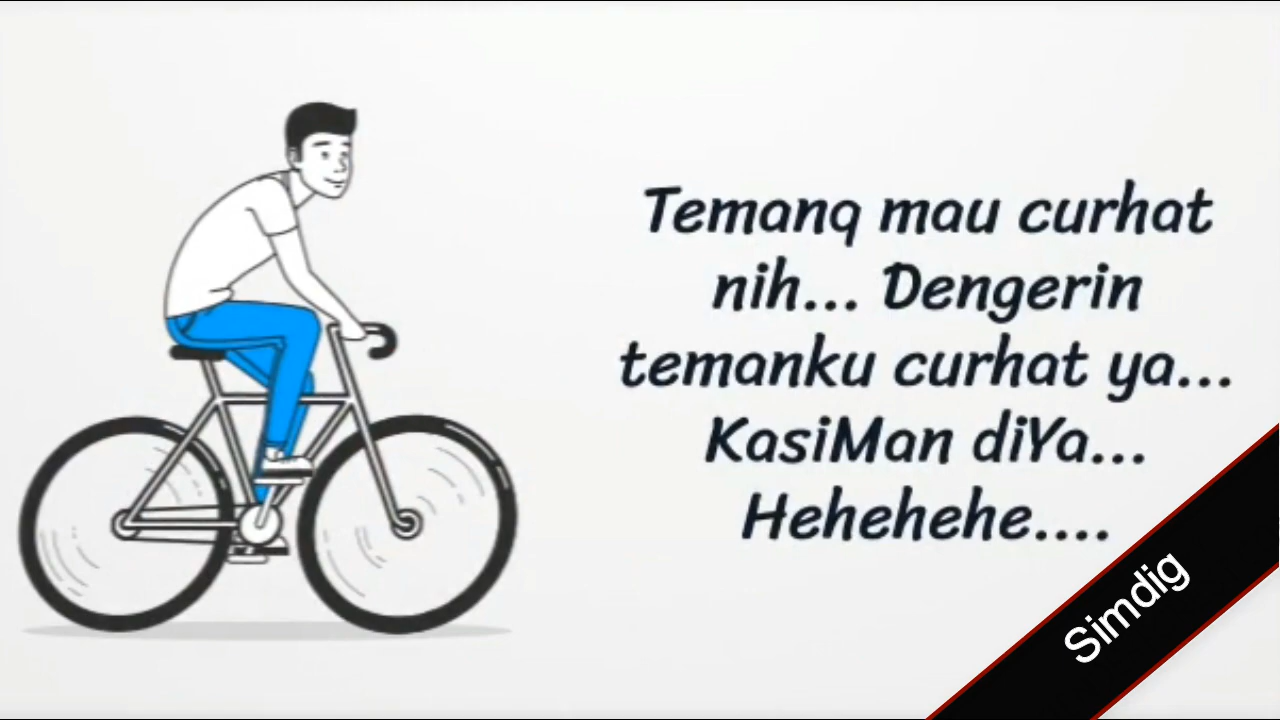 Temanq mau curhat
nih... Dengerin
temanku curhat ya...
KasiMan diYa...
Hehehehe....
Simdig